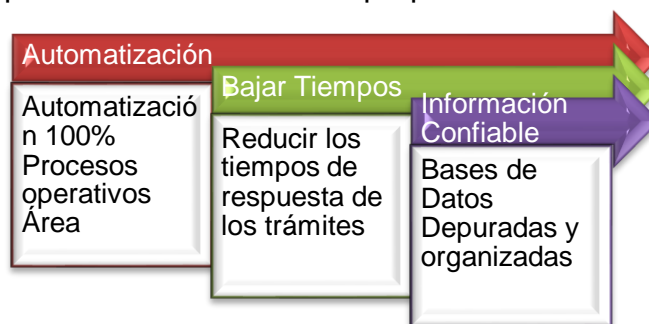 Automatización
Automatizació
n 100%
Procesos
operativos
Área
Bajar Tiempos
Reducir los
tiempos de
respuesta de
los trámites
Información
Confiable
Bases de
Datos
Depuradas y
organizadas